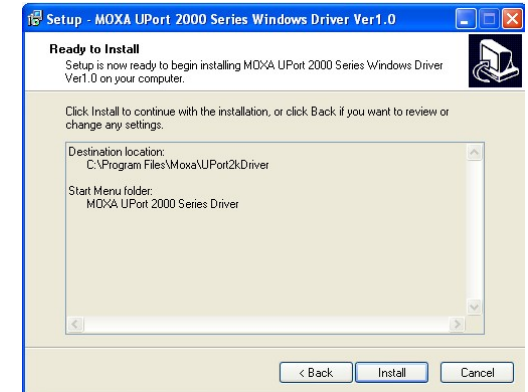 Setup - MOXA UPort 2000 Series Windows Driver Ver1.0
Ready to Install
Setup is now ready to begin installing MOXA UPort 2000 Series Windows Driver
Ver1.0 on your computer.
Click Install to continue with the installation, or click Back if you want to review or
change any settings.
Destination location:
C:\Program Files\Moxa\UPort2kDriver
Start Menu folder:
MOXA UPort 2000 Series Driver
< Back
Install
Cancel